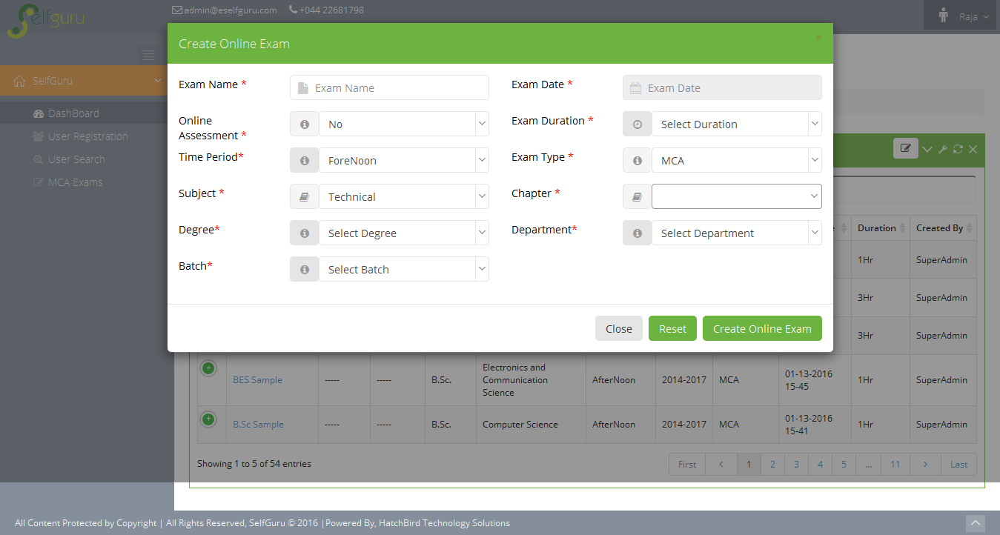 elfguru
admin@eselfguru.com +044 22681798
Raja
SelfGuru
DashBoard
User Registration
User Search
MCA Exams
Create Online Exam ×
Exam Name * Exam Name
Exam Date * Exam Date
Online
Assessment * No
Exam Duration * Select Duration
Time Period* ForeNoon
Exam Type * MCA
Subject * Technical
Chapter *
Degree* Select Degree
Department* Select Department
Batch* Select Batch
Close Reset Create Online Exam
Duration Created By
1Hr SuperAdmin
3Hr SuperAdmin
3Hr SuperAdmin
BES Sample ----- ----- B.Sc. Electronics and
Communication
Science AfterNoon 2014-2017 MCA 01-13-2016
15-45 1Hr SuperAdmin
B.Sc Sample ----- ----- B.Sc. Computer Science AfterNoon 2014-2017 MCA 01-13-2016
15-41 1Hr SuperAdmin
Showing 1 to 5 of 54 entries
First < 1 2 3 4 5 ... 11 > Last
All Content Protected by Copyright | All Rights Reserved, SelfGuru © 2016 |Powered By, HatchBird Technology Solutions